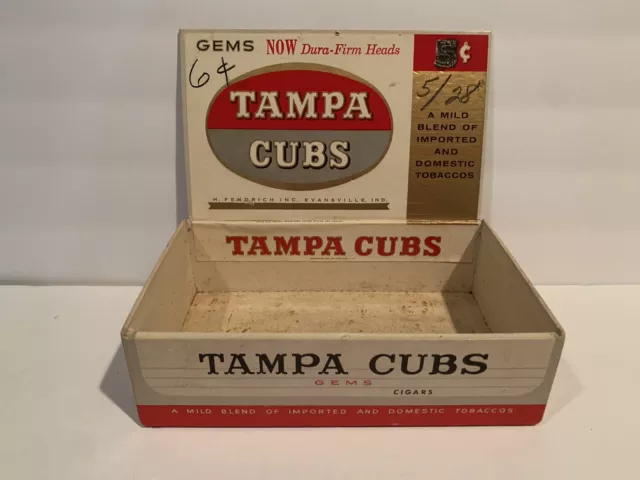 GEMS NOW Dura-Firm Heads
5¢
6¢
5/28¢
TAMPA
CUBS
A MILD
BLEND OF
IMPORTED
AND
DOMESTIC
TOBACCOS
H. FENDRICH INC. EVANSVILLE, IND.
TAMPA CUBS
TAMPA CUBS
GEMS
CIGARS
A MILD BLEND OF IMPORTED AND DOMESTIC TOBACCOS